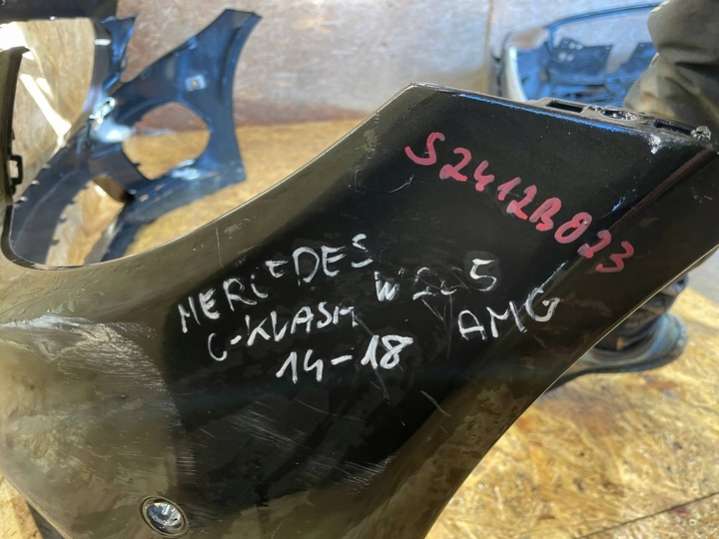 S2412B023
MERCEDES
C-KLASA W205
AMG
14-18